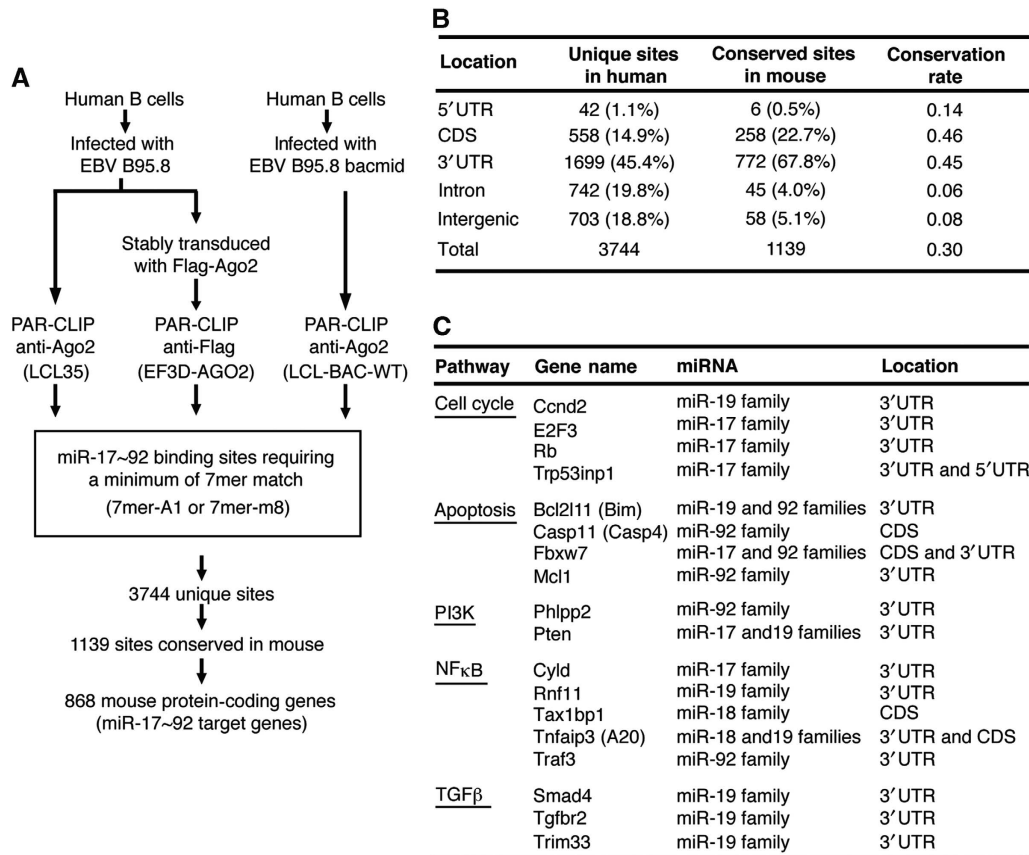 A
Human B cells
Human B cells
Infected with
EBV B95.8
Infected with
EBV B95.8 bacmid
Stably transduced
with Flag-Ago2
PAR-CLIP
anti-Ago2
(LCL35)
PAR-CLIP
anti-Flag
(EF3D-AGO2)
PAR-CLIP
anti-Ago2
(LCL-BAC-WT)
miR-17~92 binding sites requiring
a minimum of 7mer match
(7mer-A1 or 7mer-m8)
3744 unique sites
1139 sites conserved in mouse
868 mouse protein-coding genes
(miR-17~92 target genes)
B
Location Unique sites in human Conserved sites in mouse Conservation rate
5′UTR 42 (1.1%) 6 (0.5%) 0.14
CDS 558 (14.9%) 258 (22.7%) 0.46
3′UTR 1699 (45.4%) 772 (67.8%) 0.45
Intron 742 (19.8%) 45 (4.0%) 0.06
Intergenic 703 (18.8%) 58 (5.1%) 0.08
Total 3744 1139 0.30
C
Pathway Gene name miRNA Location
Cell cycle Ccnd2 miR-19 family 3′UTR
E2F3 miR-17 family 3′UTR
Rb miR-17 family 3′UTR
Trp53inp1 miR-17 family 3′UTR and 5′UTR
Apoptosis Bcl2l11 (Bim) miR-19 and 92 families 3′UTR
Casp11 (Casp4) miR-92 family CDS
Fbxw7 miR-17 and 92 families CDS and 3′UTR
Mcl1 miR-92 family 3′UTR
PI3K Phlpp2 miR-92 family 3′UTR
Pten miR-17 and19 families 3′UTR
NFκB Cyld miR-17 family 3′UTR
Rnf11 miR-19 family 3′UTR
Tax1bp1 miR-18 family CDS
Tnfaip3 (A20) miR-18 and19 families 3′UTR and CDS
Traf3 miR-92 family 3′UTR
TGFβ Smad4 miR-19 family 3′UTR
Tgfbr2 miR-19 family 3′UTR
Trim33 miR-19 family 3′UTR